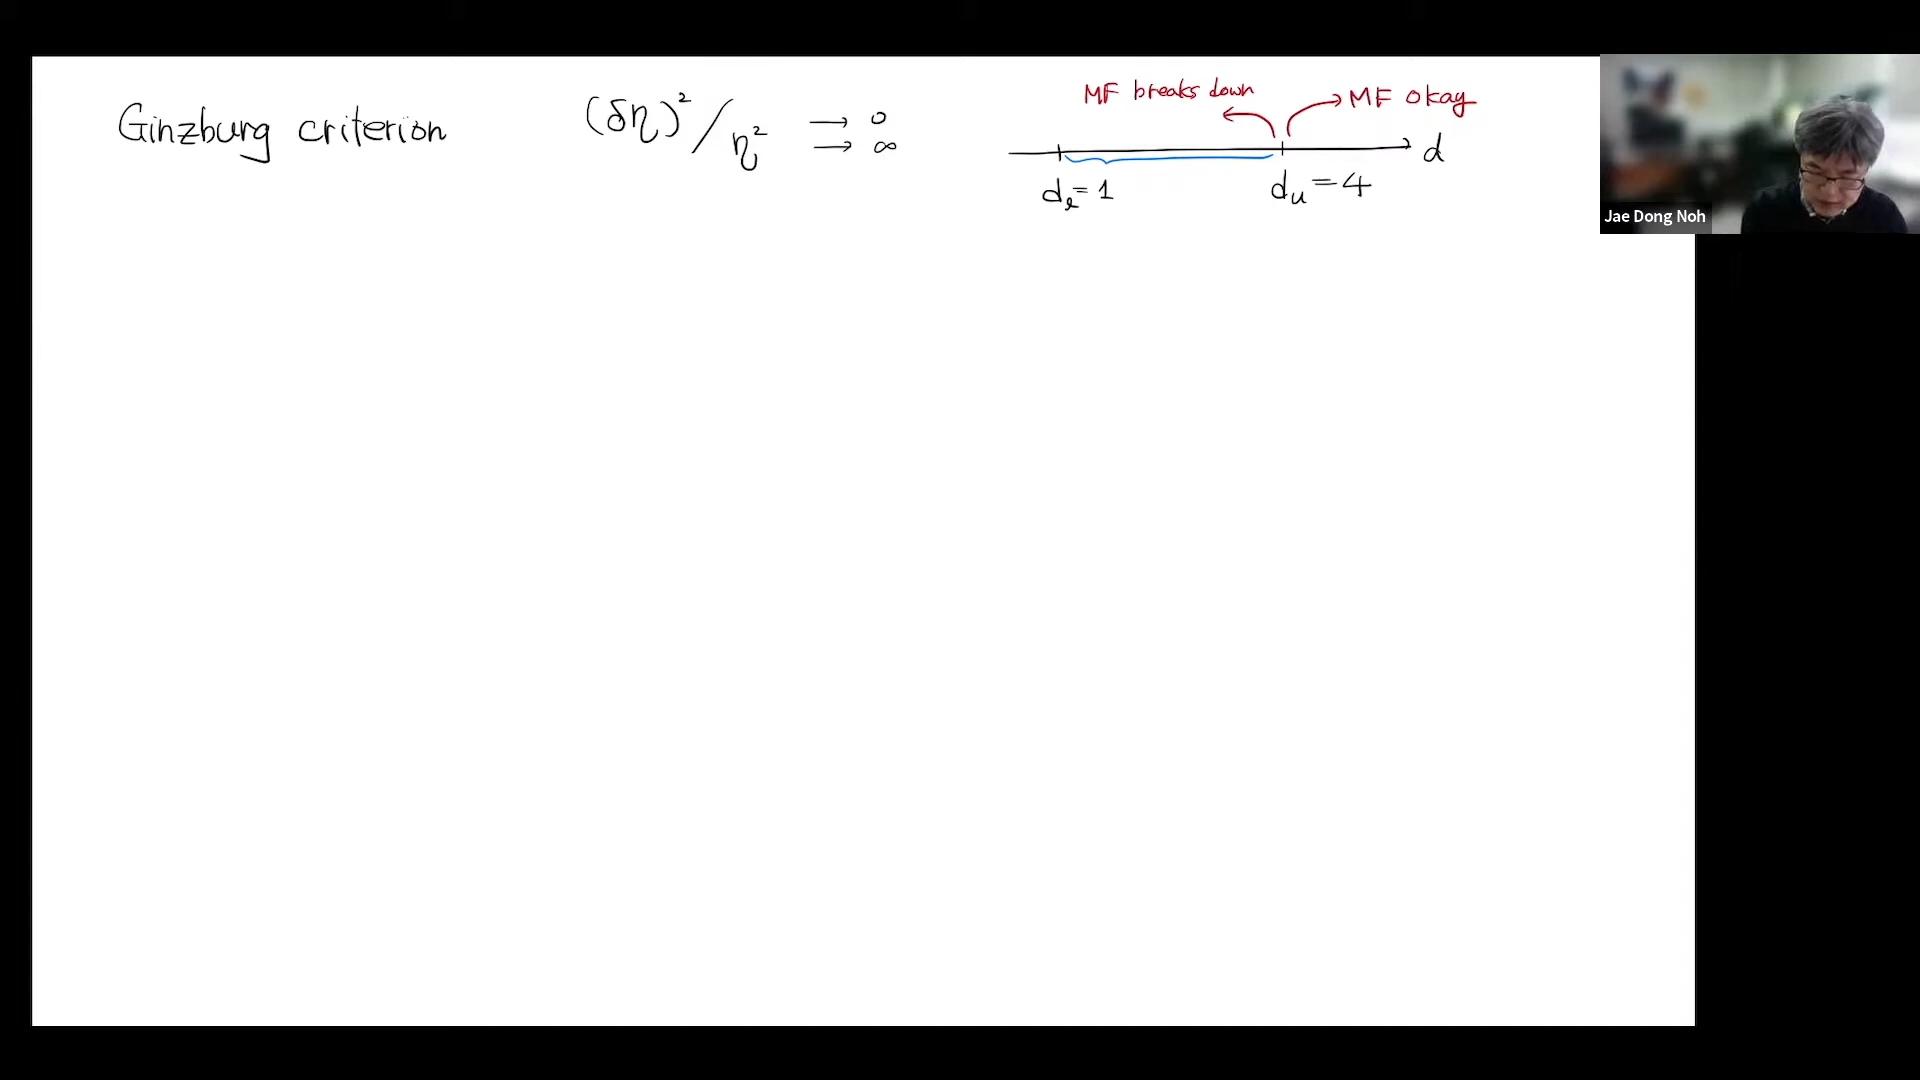 Ginzburg criterion
(δη)²/η² → 0
→ ∞
MF breaks down
MF okay
d
dₗ = 1
dᵤ = 4
Jae Dong Noh